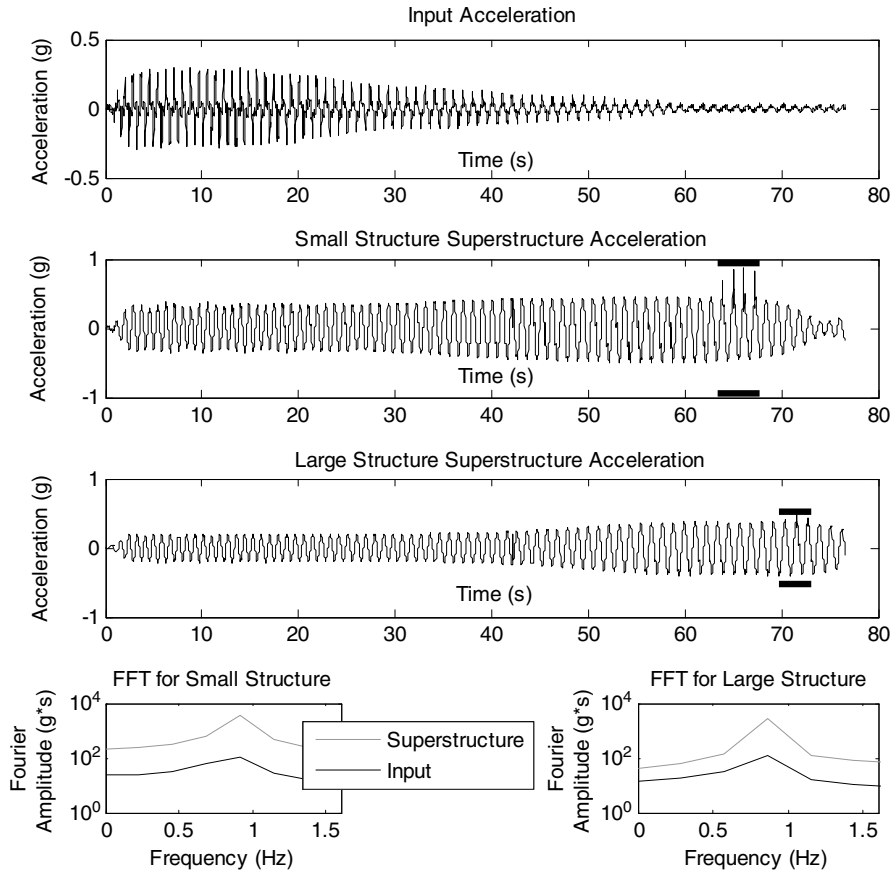 Input Acceleration
0.5
0
-0.5
Acceleration (g)
Time (s)
0 10 20 30 40 50 60 70 80
Small Structure Superstructure Acceleration
1
0
-1
Acceleration (g)
Time (s)
0 10 20 30 40 50 60 70 80
Large Structure Superstructure Acceleration
1
0
-1
Acceleration (g)
Time (s)
0 10 20 30 40 50 60 70 80
FFT for Small Structure
10^4
10^2
10^0
Fourier
Amplitude (g*s)
0 0.5 1 1.5
Frequency (Hz)
Superstructure
Input
FFT for Large Structure
10^4
10^2
10^0
Fourier
Amplitude (g*s)
0 0.5 1 1.5
Frequency (Hz)